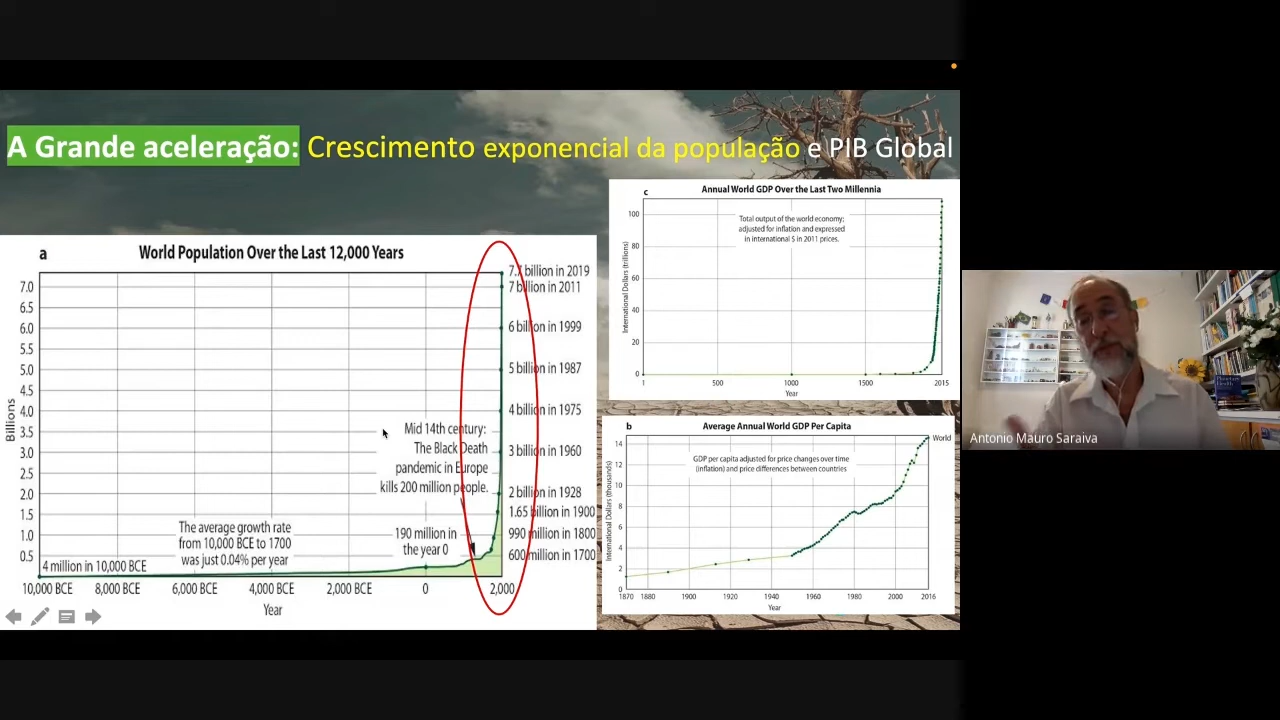 A Grande aceleração: Crescimento exponencial da população e PIB Global
a
World Population Over the Last 12,000 Years
Billions
7.0
6.5
6.0
5.5
5.0
4.5
4.0
3.5
3.0
2.5
2.0
1.5
1.0
0.5
7.7 billion in 2019
7 billion in 2011
6 billion in 1999
5 billion in 1987
4 billion in 1975
3 billion in 1960
2 billion in 1928
1.65 billion in 1900
990 million in 1800
600 million in 1700
Mid 14th century:
The Black Death
pandemic in Europe
kills 200 million people.
The average growth rate
from 10,000 BCE to 1700
was just 0.04% per year
190 million in
the year 0
4 million in 10,000 BCE
10,000 BCE
8,000 BCE
6,000 BCE
4,000 BCE
2,000 BCE
0
2,000
Year
c
Annual World GDP Over the Last Two Millennia
International Dollars (trillions)
100
80
60
40
20
0
Total output of the world economy;
adjusted for inflation and expressed
in international $ in 2011 prices.
1
500
1000
1500
2015
Year
b
Average Annual World GDP Per Capita
International Dollars (thousands)
14
12
10
8
6
4
2
0
GDP per capita adjusted for price changes over time
(inflation) and price differences between countries
World
1870
1880
1900
1920
1940
1960
1980
2000
2016
Year
Antonio Mauro Saraiva